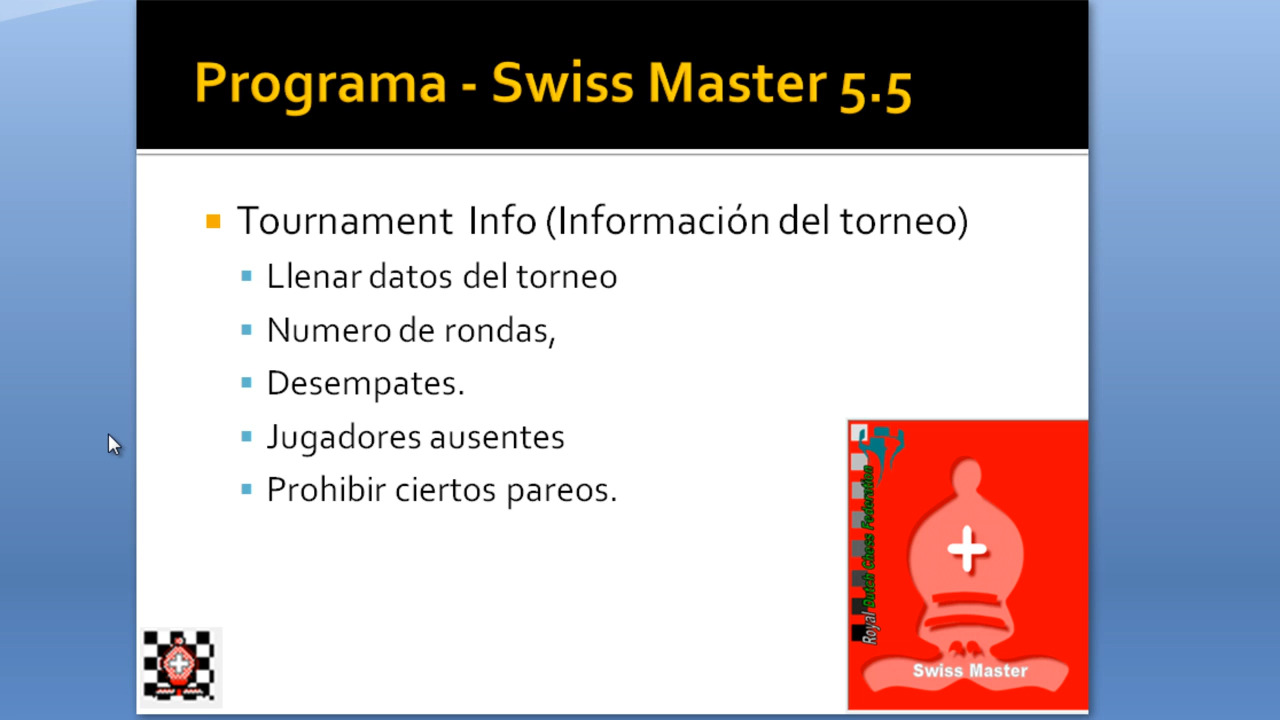 Programa - Swiss Master 5.5
Tournament Info (Información del torneo)
Llenar datos del torneo
Numero de rondas,
Desempates.
Jugadores ausentes
Prohibir ciertos pareos.
Royal Dutch Chess Federation
Swiss Master